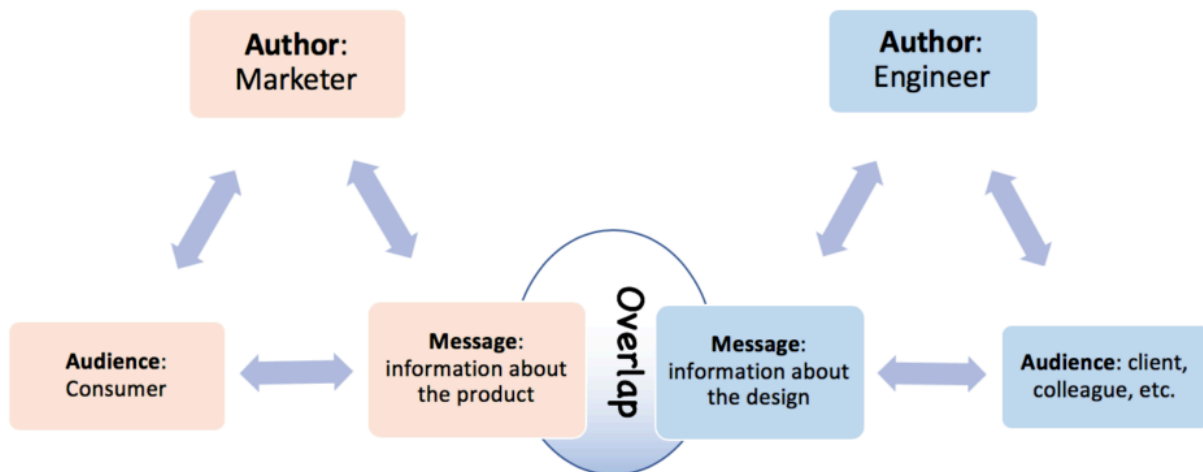 Author:
Marketer
Author:
Engineer
Audience:
Consumer
Message:
information about
the product
Overlap
Message:
information about
the design
Audience: client,
colleague, etc.